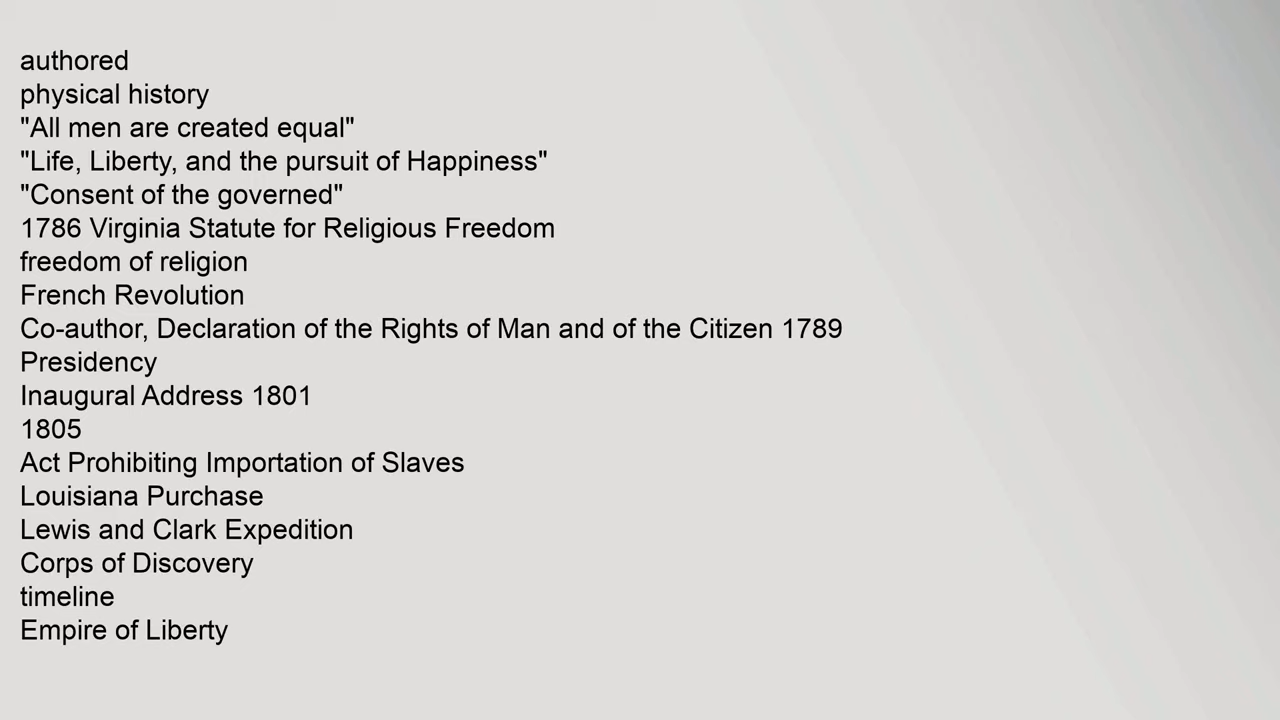 authored
physical history
"All men are created equal"
"Life, Liberty, and the pursuit of Happiness"
"Consent of the governed"
1786 Virginia Statute for Religious Freedom
freedom of religion
French Revolution
Co-author, Declaration of the Rights of Man and of the Citizen 1789
Presidency
Inaugural Address 1801
1805
Act Prohibiting Importation of Slaves
Louisiana Purchase
Lewis and Clark Expedition
Corps of Discovery
timeline
Empire of Liberty